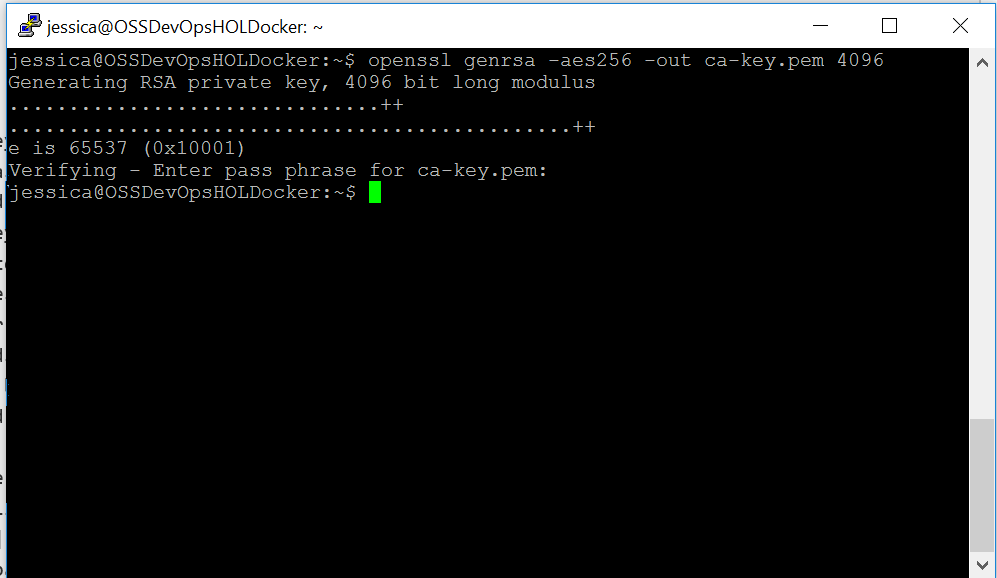 jessica@OSSDevOpsHOLDocker: ~
jessica@OSSDevOpsHOLDocker:~$ openssl genrsa -aes256 -out ca-key.pem 4096
Generating RSA private key, 4096 bit long modulus
...............................++
...............................................++
e is 65537 (0x10001)
Verifying - Enter pass phrase for ca-key.pem:
jessica@OSSDevOpsHOLDocker:~$